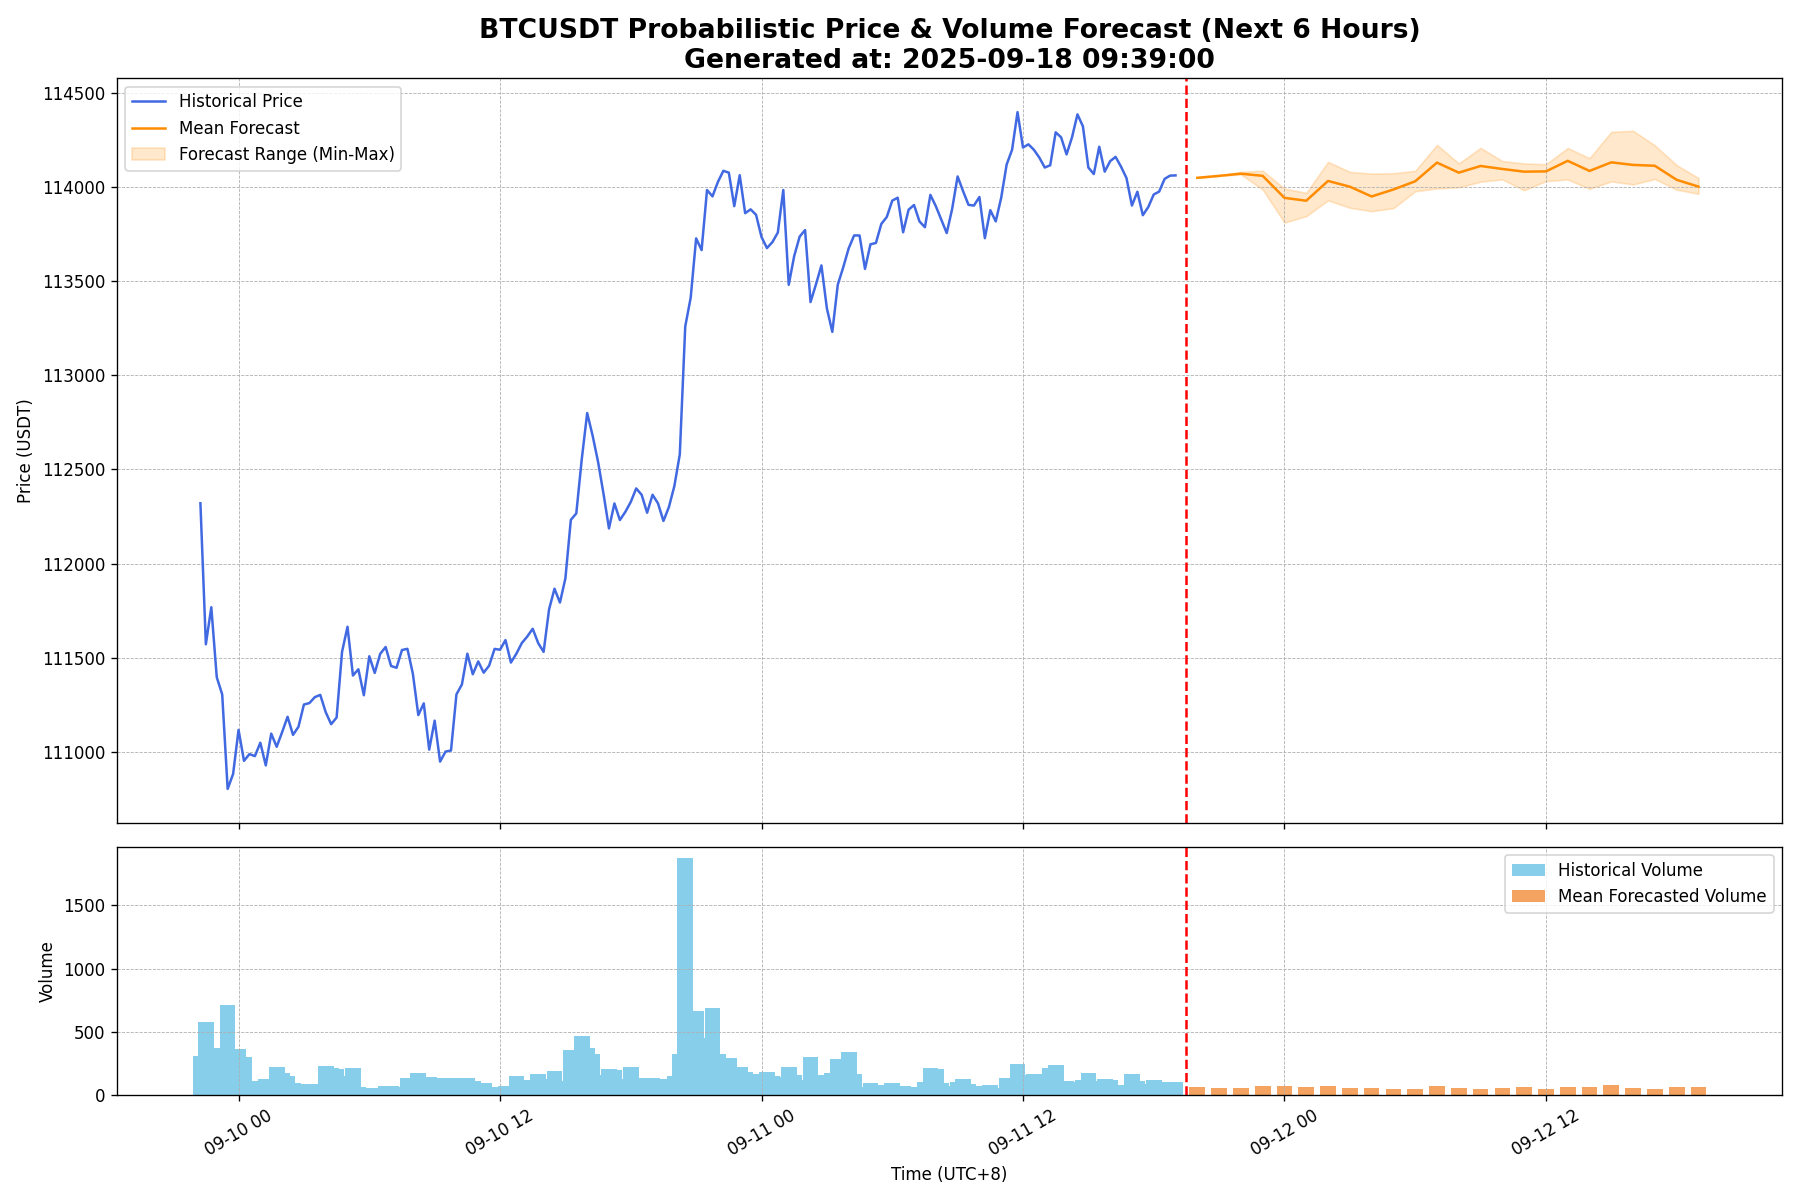 BTCUSDT Probabilistic Price & Volume Forecast (Next 6 Hours)
Generated at: 2025-09-18 09:39:00
Historical Price
Mean Forecast
Forecast Range (Min-Max)
Price (USDT)
114500
114000
113500
113000
112500
112000
111500
111000
Historical Volume
Mean Forecasted Volume
Volume
1500
1000
500
0
09-10 00
09-10 12
09-11 00
09-11 12
09-12 00
09-12 12
Time (UTC+8)